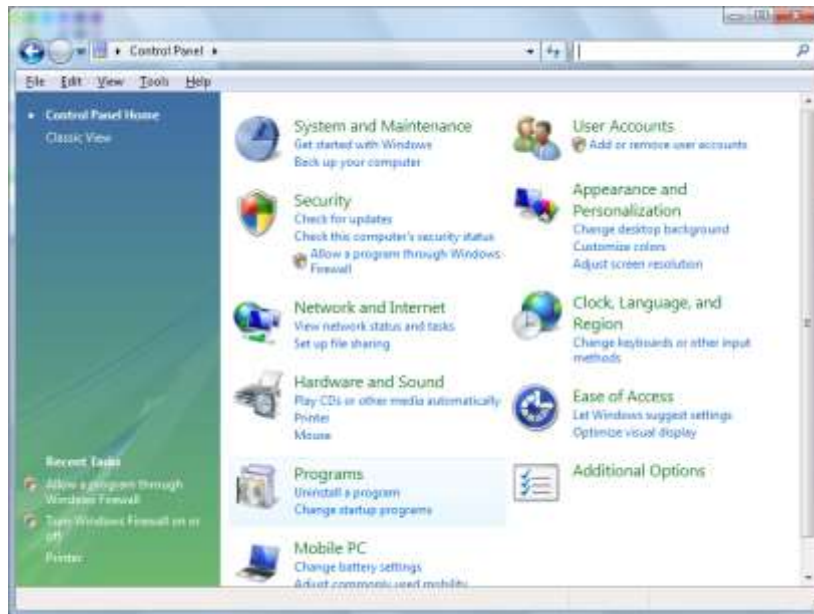 Control Panel
File Edit View Tools Help
Control Panel Home
Classic View
System and Maintenance
Get started with Windows
Back up your computer
Security
Check for updates
Check this computer's security status
Allow a program through Windows
Firewall
Network and Internet
View network status and tasks
Set up file sharing
Hardware and Sound
Play CDs or other media automatically
Printer
Mouse
Programs
Uninstall a program
Change startup programs
Mobile PC
Change battery settings
Adjust commonly used mobility
User Accounts
Add or remove user accounts
Appearance and
Personalization
Change desktop background
Customize colors
Adjust screen resolution
Clock, Language, and
Region
Change keyboards or other input
methods
Ease of Access
Let Windows suggest settings
Optimize visual display
Additional Options
Recent Tasks
Allow a program through
Windows Firewall
Turn Windows Firewall on or
off
Printer